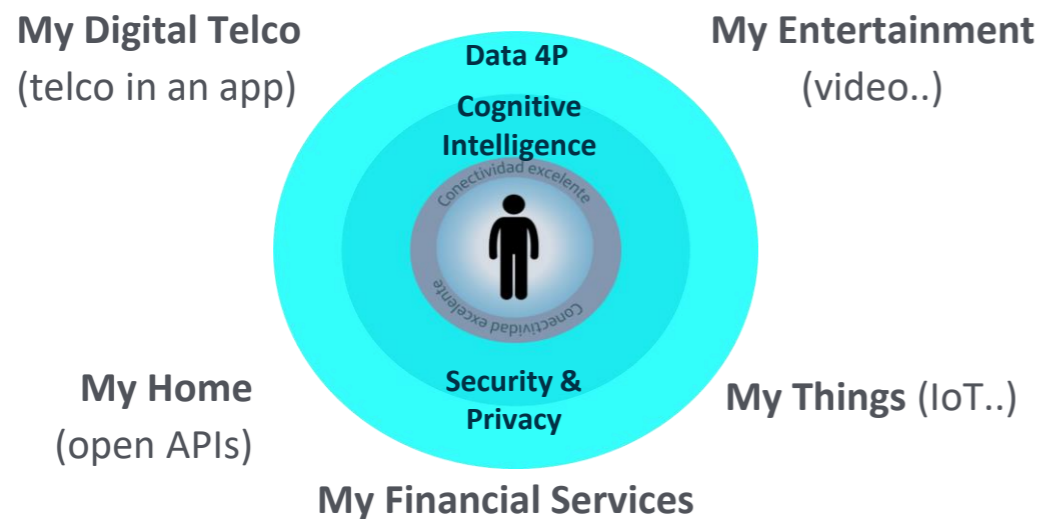 My Digital Telco
(telco in an app)
My Entertainment
(video..)
Data 4P
Cognitive
Intelligence
Conectividad excelente
Conectividad excelente
Security &
Privacy
My Home
(open APIs)
My Things (IoT..)
My Financial Services